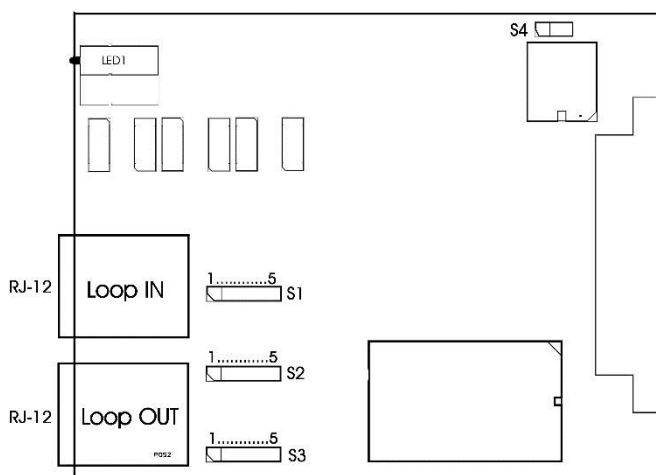 S4
LED1
RJ-12
Loop IN
1............5
S1
1............5
S2
RJ-12
Loop OUT
P052
1............5
S3